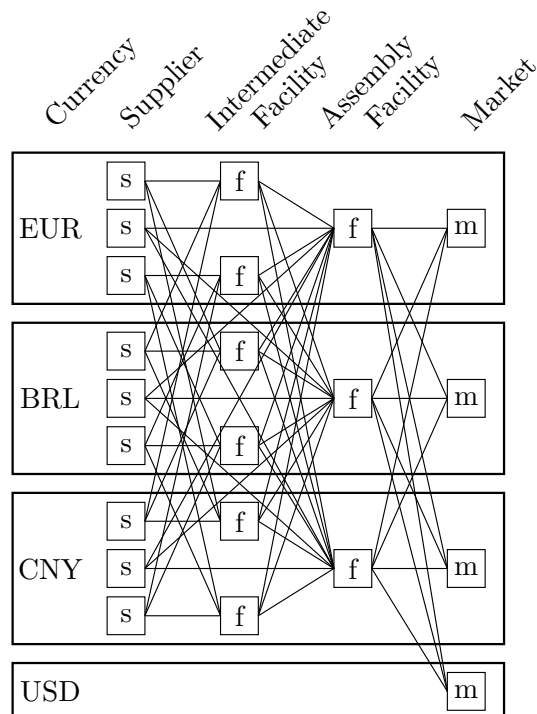 Currency
Supplier
Intermediate
Facility
Assembly
Facility
Market
s f
EUR s f m
s f
s f
BRL s f m
s f
s f
CNY s f m
s f
USD m